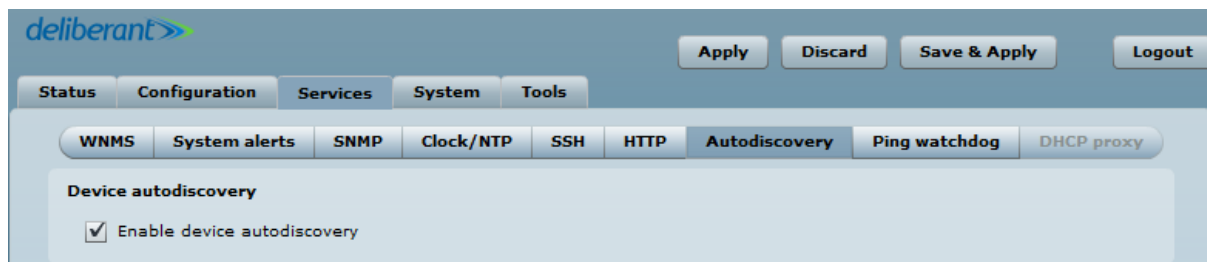 deliberant
Apply Discard Save & Apply Logout
Status Configuration Services System Tools
WNMS System alerts SNMP Clock/NTP SSH HTTP Autodiscovery Ping watchdog DHCP proxy
Device autodiscovery
Enable device autodiscovery